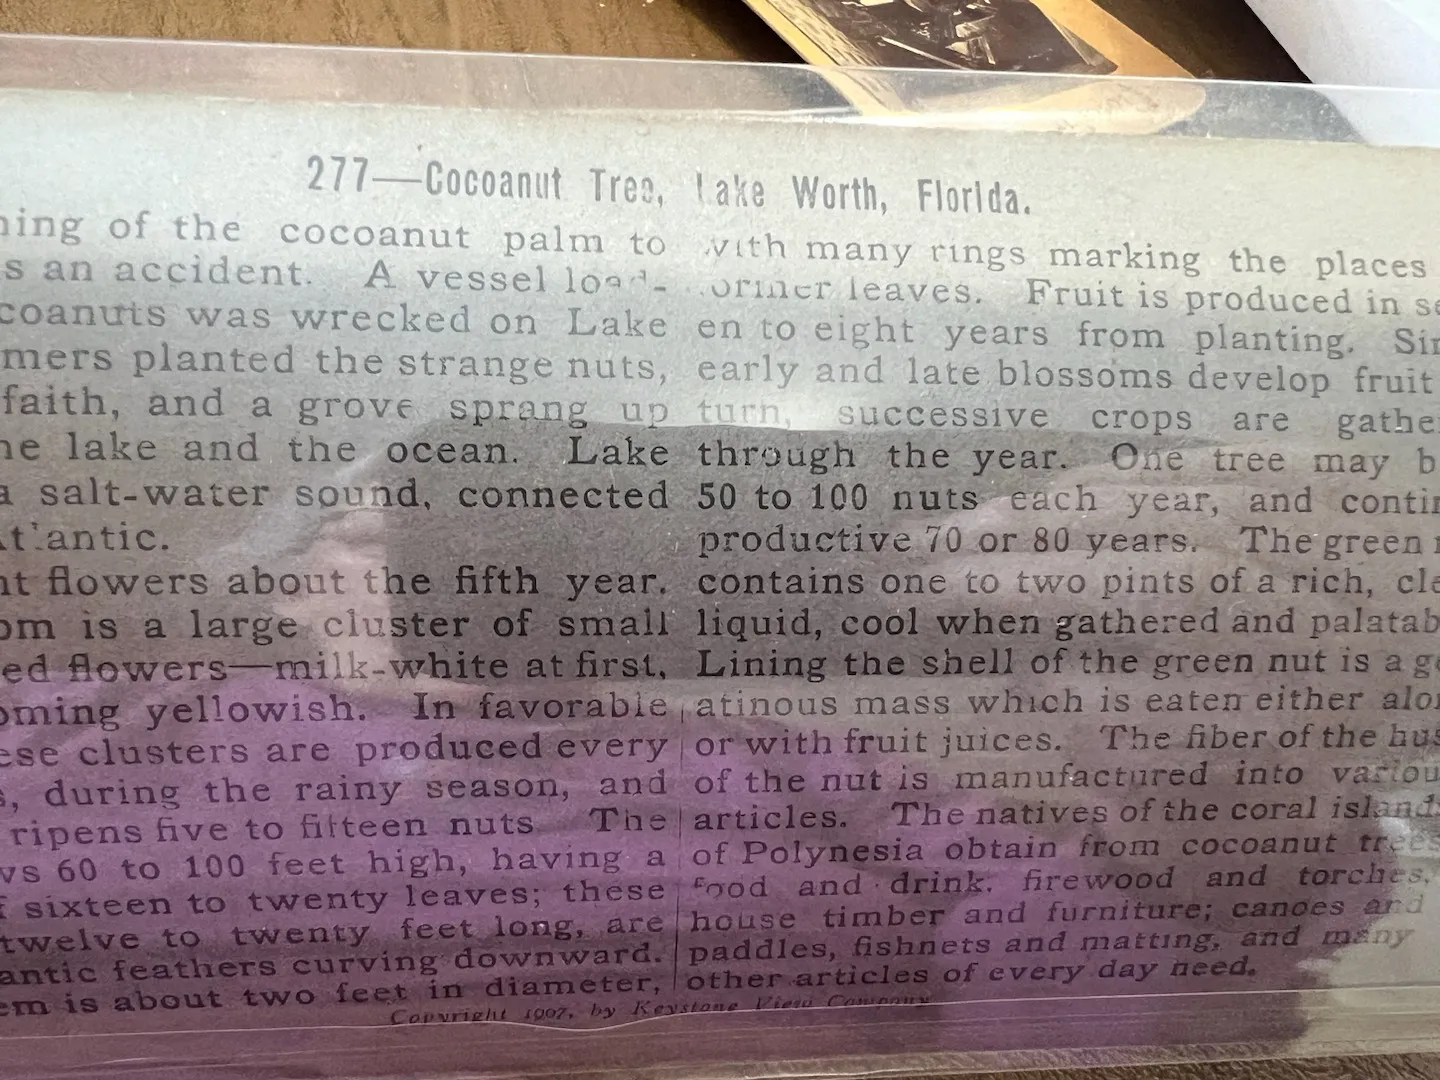 277—Cocoanut Tree, Lake Worth, Florida.
of the cocoanut palm to
an accident. A vessel load-
was wrecked on Lake
planted the strange nuts,
faith, and a grove sprang up
lake and the ocean. Lake
a salt-water sound, connected
flowers about the fifth year.
is a large cluster of small
flowers—milk-white at first,
yellowish. In favorable
clusters are produced every
during the rainy season, and
ripens five to fifteen nuts The
60 to 100 feet high, having a
sixteen to twenty leaves; these
twelve to twenty feet long, are
feathers curving downward.
is about two feet in diameter,
with many rings marking the places
former leaves. Fruit is produced in
en to eight years from planting.
early and late blossoms develop fruit
turn, successive crops are
through the year. One tree may
50 to 100 nuts each year, and
productive 70 or 80 years. The green
contains one to two pints of a rich,
liquid, cool when gathered and
Lining the shell of the green nut is a
atinous mass which is eaten either
or with fruit juices. The fiber of the
of the nut is manufactured into
articles. The natives of the coral islands
of Polynesia obtain from cocoanut trees
food and drink, firewood and torches,
house timber and furniture; canoes and
paddles, fishnets and matting, and many
other articles of every day need.
Copyright 1907, by Keystone View Company